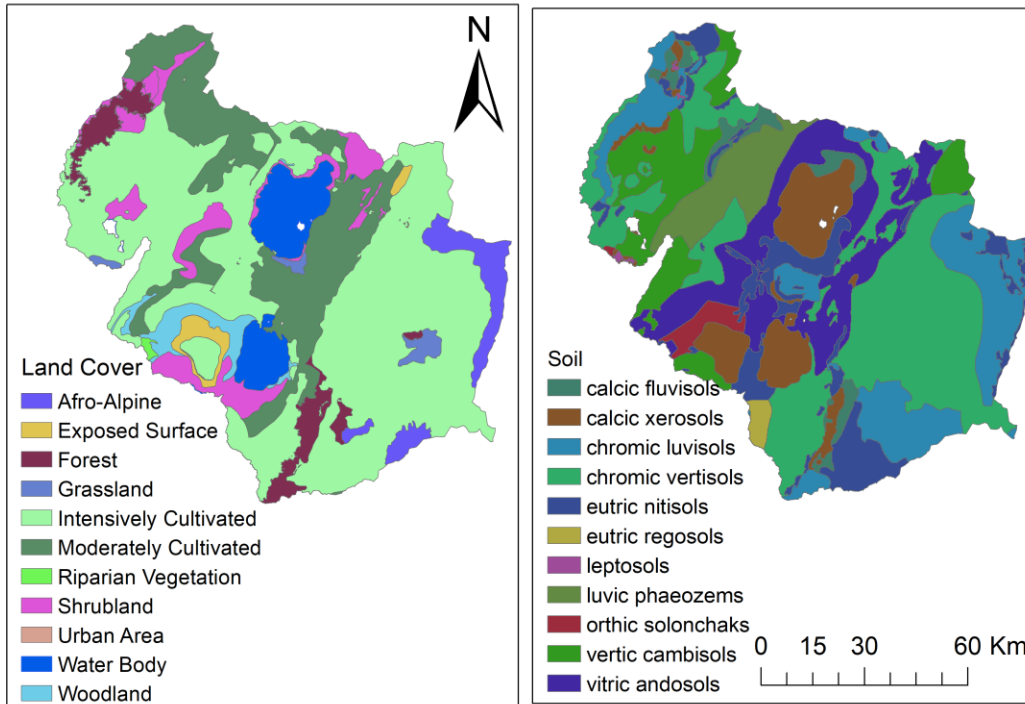 N
Land Cover
Afro-Alpine
Exposed Surface
Forest
Grassland
Intensively Cultivated
Moderately Cultivated
Riparian Vegetation
Shrubland
Urban Area
Water Body
Woodland
Soil
calcic fluvisols
calcic xerosols
chromic luvisols
chromic vertisols
eutric nitisols
eutric regosols
leptosols
luvic phaeozems
orthic solonchaks
vertic cambisols
vitric andosols
0 15 30 60 Km